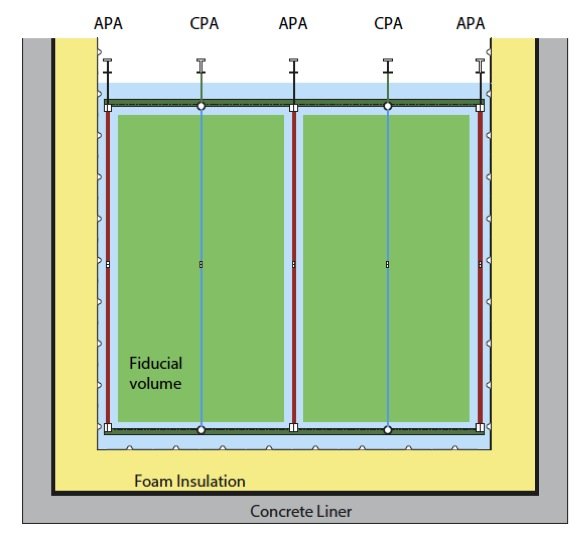 APA CPA APA CPA APA
Fiducial
volume
Foam Insulation
Concrete Liner